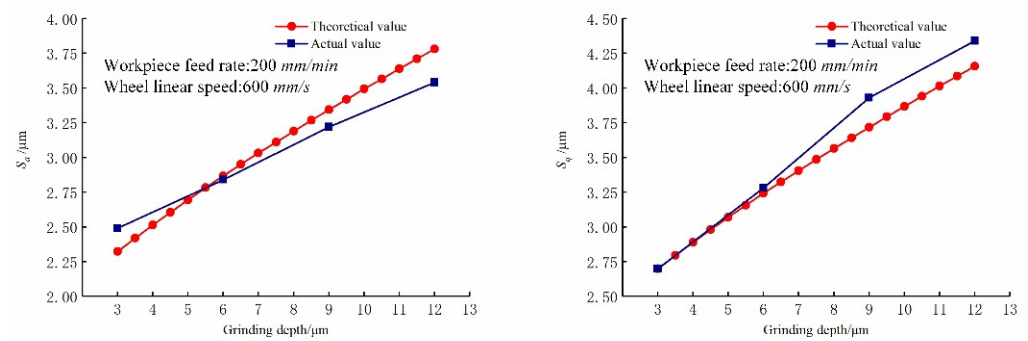 4.00
3.75
3.50
3.25
3.00
2.75
2.50
2.25
2.00
Sa /μm
Theoretical value
Actual value
Workpiece feed rate:200 mm/min
Wheel linear speed:600 mm/s
3 4 5 6 7 8 9 10 11 12 13
Grinding depth/μm
4.50
4.25
4.00
3.75
3.50
3.25
3.00
2.75
2.50
Sq /μm
Theoretical value
Actual value
Workpiece feed rate:200 mm/min
Wheel linear speed:600 mm/s
3 4 5 6 7 8 9 10 11 12 13
Grinding depth/μm